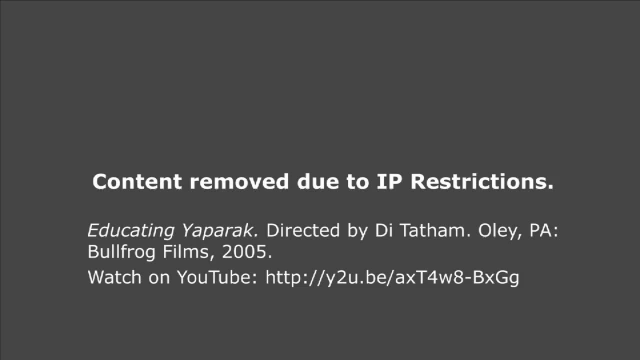 Content removed due to IP Restrictions.
Educating Yaparak. Directed by Di Tatham. Oley, PA:
Bullfrog Films, 2005.
Watch on YouTube: http://y2u.be/axT4w8-BxGg